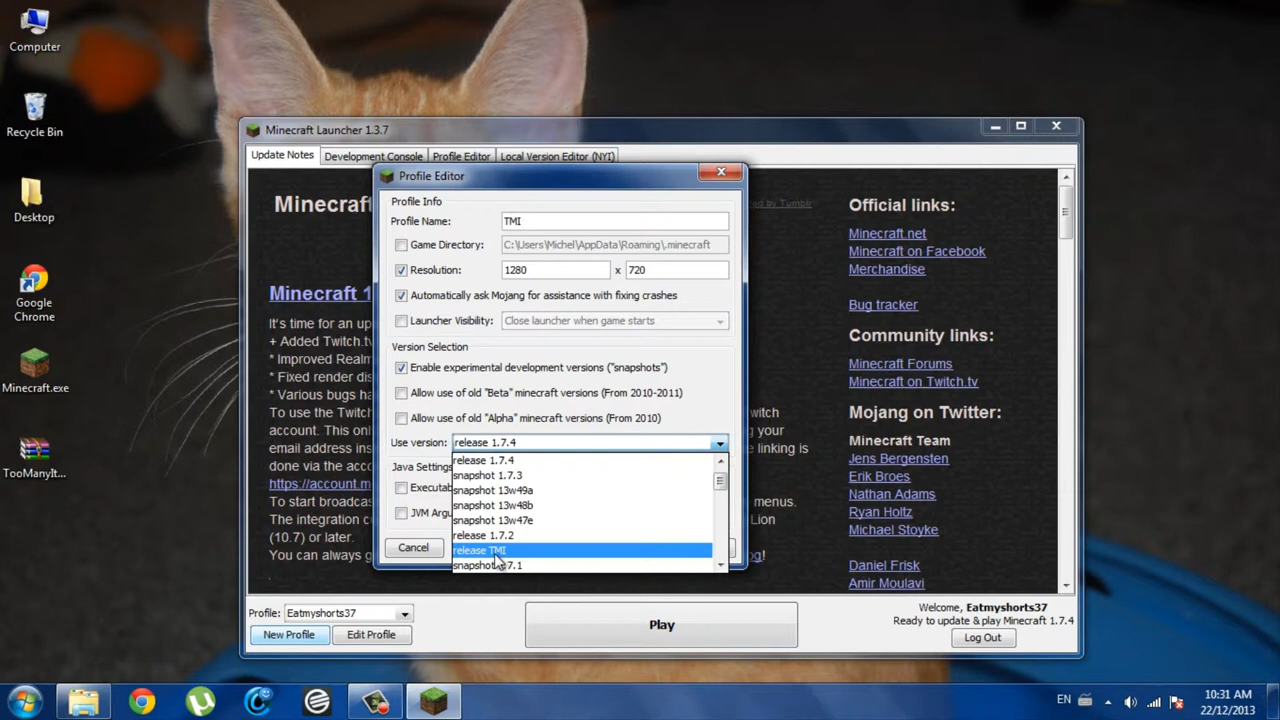 Computer
Recycle Bin
Desktop
Google
Chrome
Minecraft.exe
TooManyIt...
Minecraft Launcher 1.3.7
Update Notes
Development Console
Profile Editor
Local Version Editor (NYI)
Profile Editor
Profile Info
Profile Name:
TMI
Game Directory:
C:\Users\Michel\AppData\Roaming\.minecraft
Resolution:
1280
x
720
Automatically ask Mojang for assistance with fixing crashes
Launcher Visibility:
Close launcher when game starts
Version Selection
Enable experimental development versions ("snapshots")
Allow use of old "Beta" minecraft versions (From 2010-2011)
Allow use of old "Alpha" minecraft versions (From 2010)
Use version:
release 1.7.4
release 1.7.4
snapshot 1.7.3
snapshot 13w49a
snapshot 13w48b
snapshot 13w47e
release 1.7.2
release TMI
snapshot 1.7.1
Java Settings
Executab
JVM Argu
Cancel
Minecraft
ed by Tumblr
Minecraft 1
It's time for an up
+ Added Twitch.tv
* Improved Realm
* Fixed render dis
* Various bugs ha
To use the Twitch
witch
account. This onl
g your
email address inst
e linking is
done via the acco
https://account.m
To start broadcas
menus.
The integration c
Lion
(10.7) or later.
You can always g
og!
Official links:
Minecraft.net
Minecraft on Facebook
Merchandise
Bug tracker
Community links:
Minecraft Forums
Minecraft on Twitch.tv
Mojang on Twitter:
Minecraft Team
Jens Bergensten
Erik Broes
Nathan Adams
Ryan Holtz
Michael Stoyke
Daniel Frisk
Amir Moulavi
Profile:
Eatmyshorts37
New Profile
Edit Profile
Play
Welcome, Eatmyshorts37
Ready to update & play Minecraft 1.7.4
Log Out
EN
10:31 AM
22/12/2013